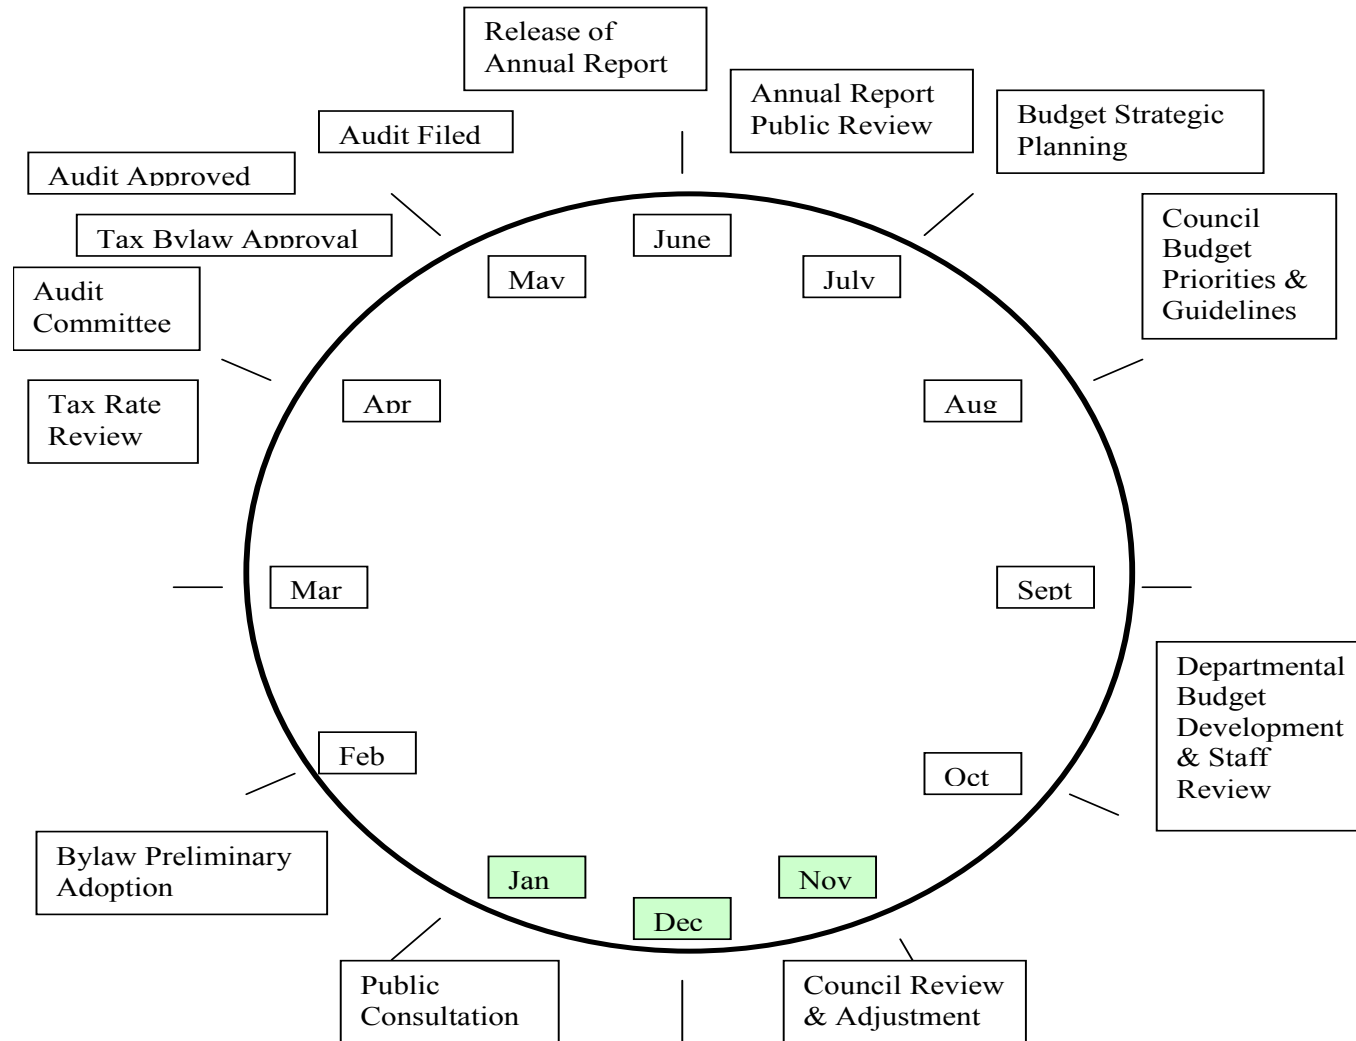 Release of
Annual Report
Annual Report
Public Review
Budget Strategic
Planning
Audit Filed
Audit Approved
Tax Bylaw Approval
Council
Budget
Priorities &
Guidelines
June
May
July
Audit
Committee
Tax Rate
Review
Apr
Aug
Mar
Sept
Departmental
Budget
Development
& Staff
Review
Feb
Oct
Bylaw Preliminary
Adoption
Jan
Nov
Dec
Public
Consultation
Council Review
& Adjustment